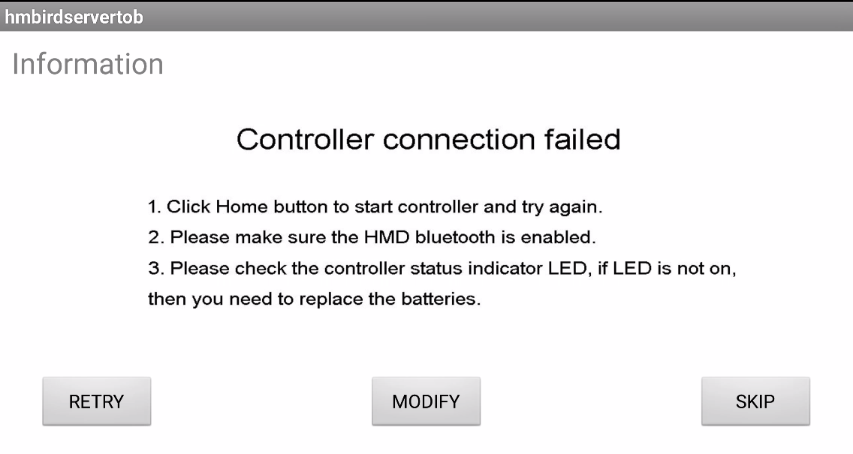 hmbirdservertob
Information
Controller connection failed
1. Click Home button to start controller and try again.
2. Please make sure the HMD bluetooth is enabled.
3. Please check the controller status indicator LED, if LED is not on,
then you need to replace the batteries.
RETRY
MODIFY
SKIP